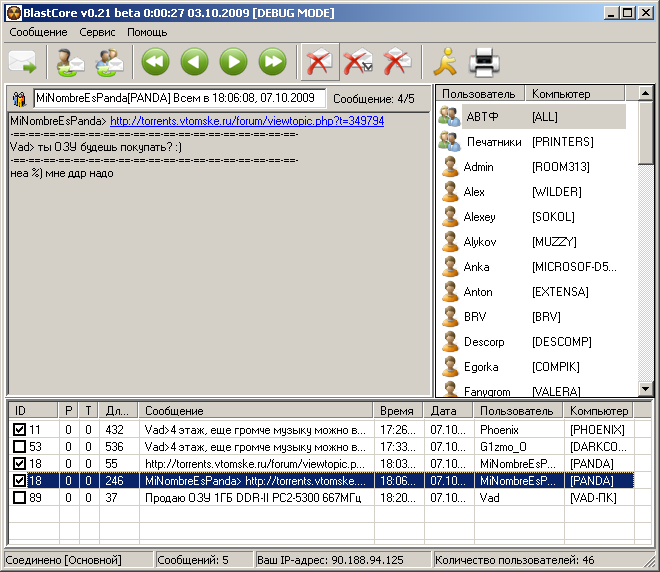 BlastCore v0.21 beta 0:00:27 03.10.2009 [DEBUG MODE]
Сообщение Сервис Помощь
MiNombreEsPanda[PANDA] Всем в 18:06:08, 07.10.2009 Сообщение: 4/5
MiNombreEsPanda> http://torrents.vtomske.ru/forum/viewtopic.php?t=349794
-==-==-==-==-==-==-==-==-==-==-==-==-==-==-==-==-==-
Vad> ты ОЗУ будешь покупать? :)
-==-==-==-==-==-==-==-==-==-==-==-==-==-==-==-==-==-
неа %) мне ддр надо
Пользователь Компьютер
АВТФ [ALL]
Печатники [PRINTERS]
Admin [ROOM313]
Alex [WILDER]
Alexey [SOKOL]
Alykov [MUZZY]
Anka [MICROSOF-D5...
Anton [EXTENSA]
BRV [BRV]
Descorp [DESCOMP]
Egorka [COMPIK]
Fanygrom [VALERA]
ID P T Дл... Сообщение Время Дата Пользователь Компьютер
11 0 0 432 Vad>4 этаж, еще громче музыку можно в... 17:26... 07.10... Phoenix [PHOENIX]
53 0 0 536 Vad>4 этаж, еще громче музыку можно в... 17:33... 07.10... G1zmo_O [DARKCO...
18 0 0 55 http://torrents.vtomske.ru/forum/viewtopic.p... 18:03... 07.10... MiNombreEsP... [PANDA]
18 0 0 246 MiNombreEsPanda> http://torrents.vtomske.... 18:06... 07.10... MiNombreEsP... [PANDA]
89 0 0 37 Продаю ОЗУ 1ГБ DDR-II PC2-5300 667МГц 18:20... 07.10... Vad [VAD-ПК]
Соединено [Основной] Сообщений: 5 Ваш IP-адрес: 90.188.94.125 Количество пользователей: 46